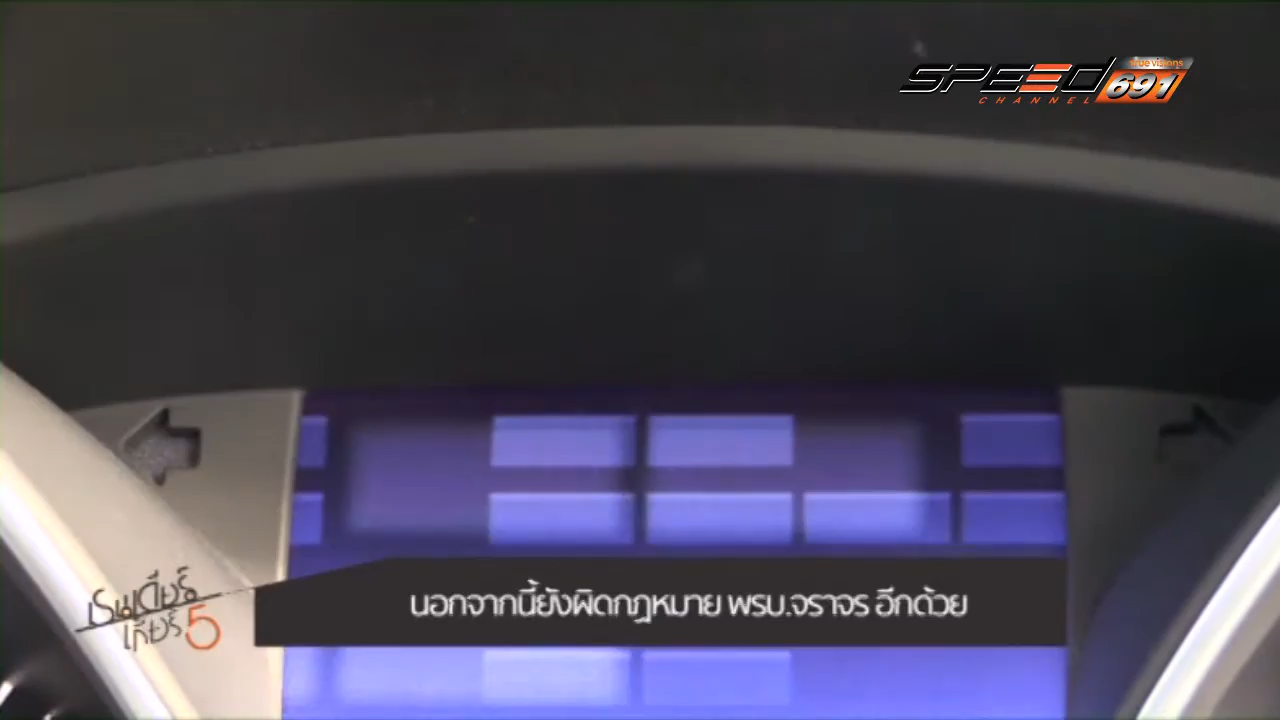 true visions
SPEED 691
CHANNEL
นอกจากนี้ยังผิดกฎหมาย พรบ.จราจร อีกด้วย
เรนเดียร์
เกียร์ 5